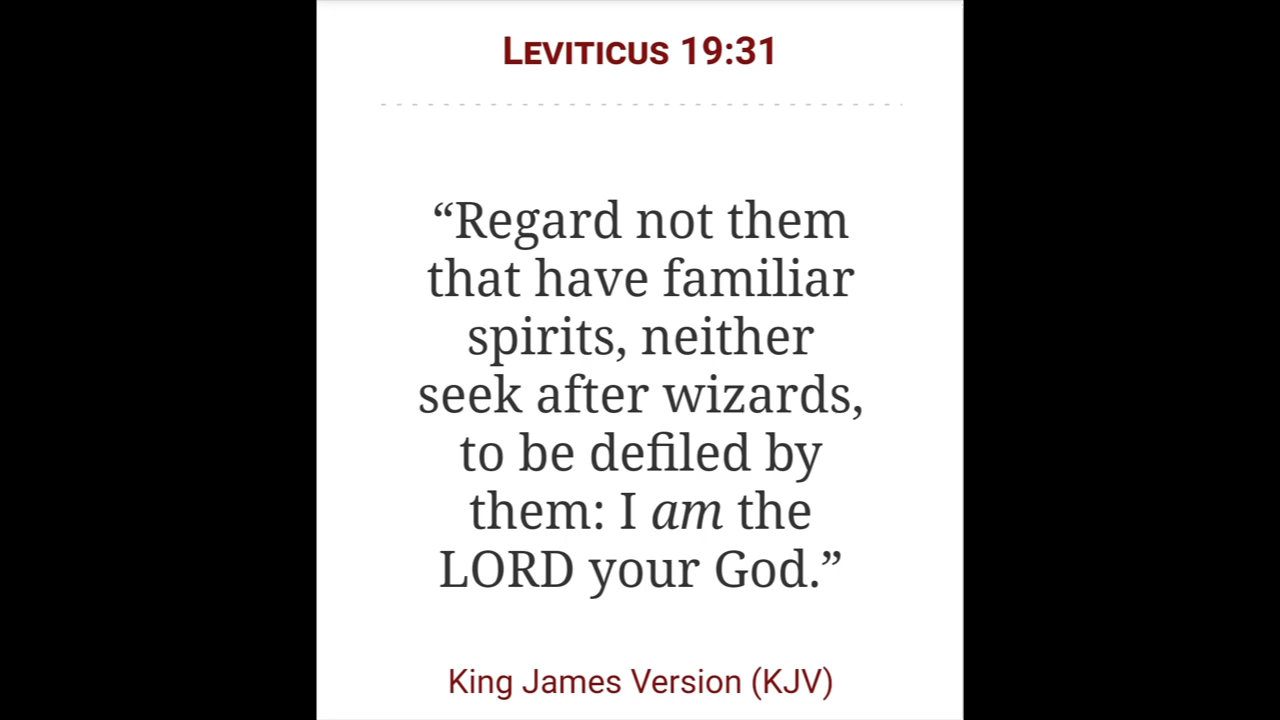 LEVITICUS 19:31
“Regard not them
that have familiar
spirits, neither
seek after wizards,
to be defiled by
them: I am the
LORD your God.”
King James Version (KJV)